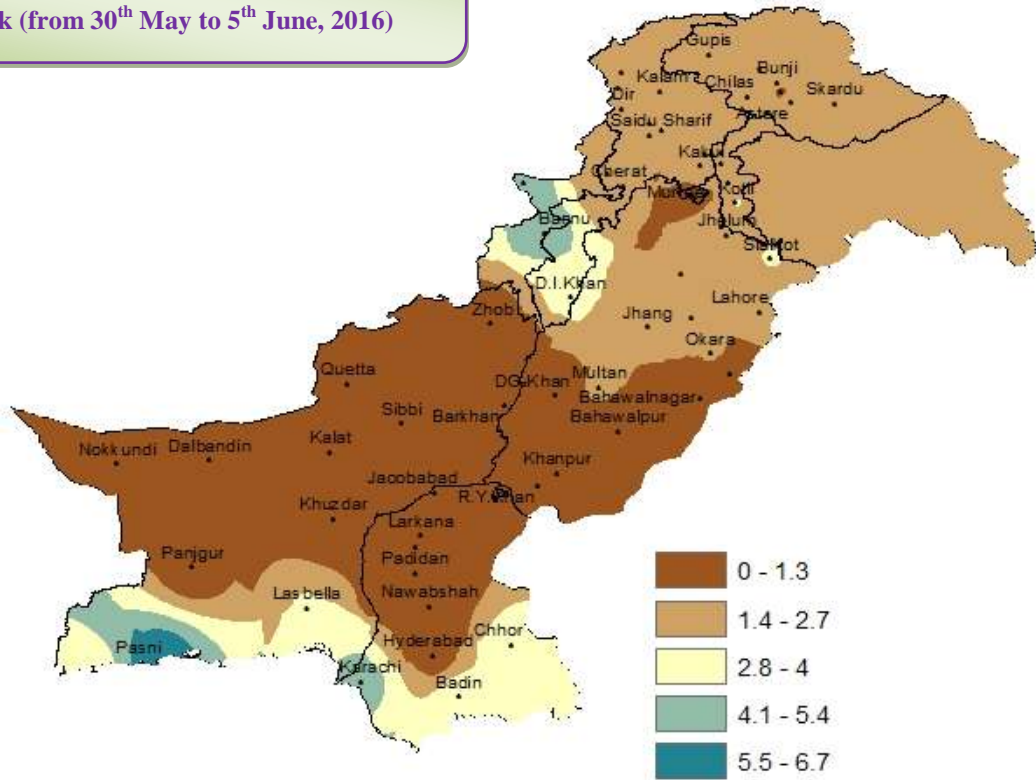 k (from 30th May to 5th June, 2016)
Gupis
Bunji
Kalam
Chilas
Skardu
Dir
Astore
Saidu Sharif
Kakul
Cherat
Kotli
Bannu
Jhelum
Sialkot
D.I.Khan
Lahore
Zhob
Jhang
Okara
Quetta
DG Khan
Multan
Bahawalnagar
Sibbi
Barkhan
Bahawalpur
Kalat
Nokkundi
Dalbandin
Khanpur
Jacobabad
R.Y.Khan
Khuzdar
Larkana
Panjgur
Padidan
0 - 1.3
Lasbella
Nawabshah
1.4 - 2.7
Chhor
Hyderabad
Pasni
2.8 - 4
Karachi
Badin
4.1 - 5.4
5.5 - 6.7